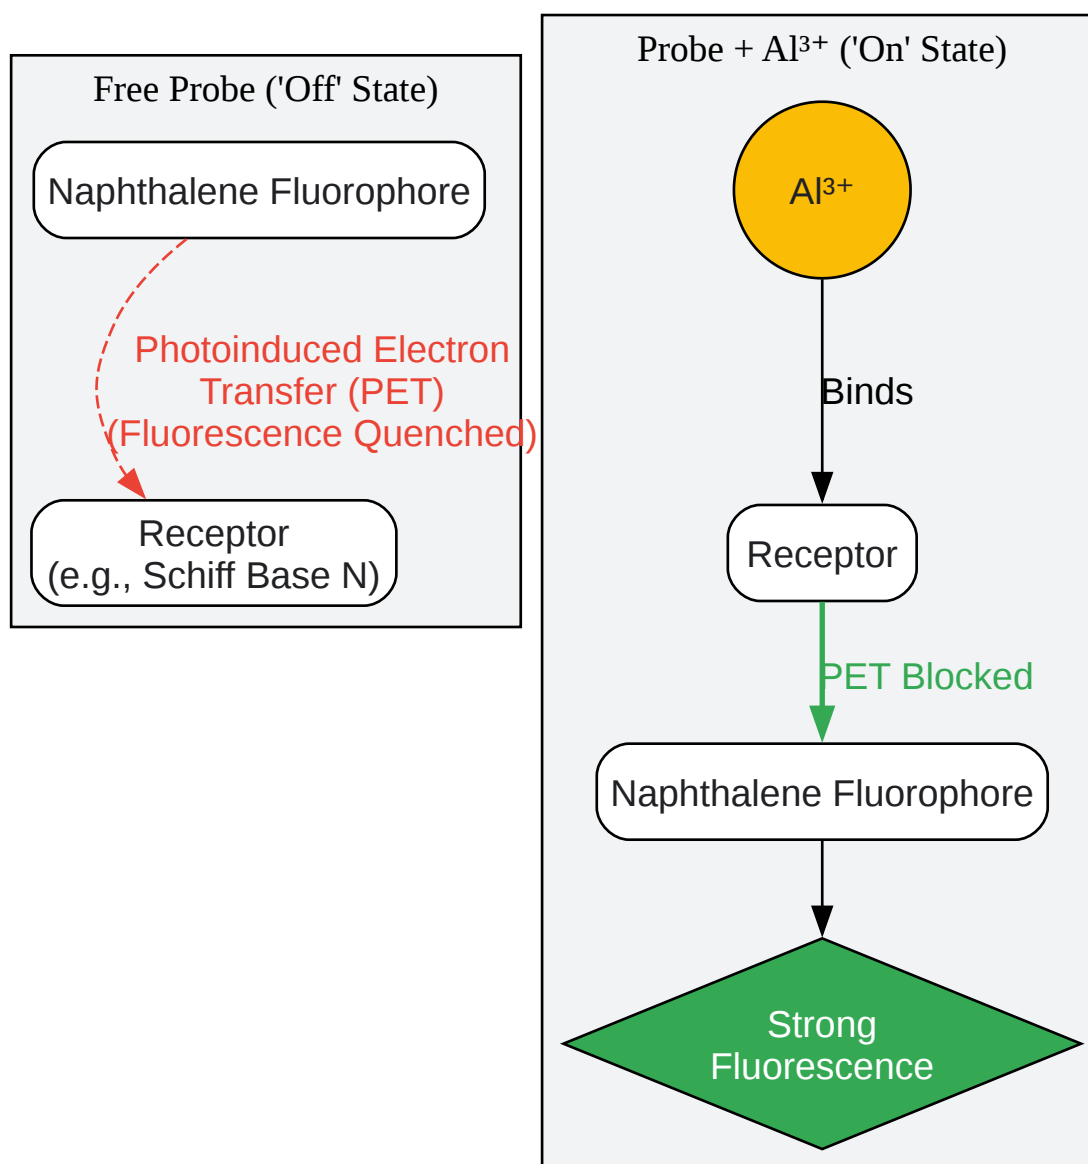 Free Probe ('Off' State)
Naphthalene Fluorophore
Photoinduced Electron
Transfer (PET)
(Fluorescence Quenched)
Receptor
(e.g., Schiff Base N)
Probe + Al³⁺ ('On' State)
Al³⁺
Binds
Receptor
PET Blocked
Naphthalene Fluorophore
Strong
Fluorescence